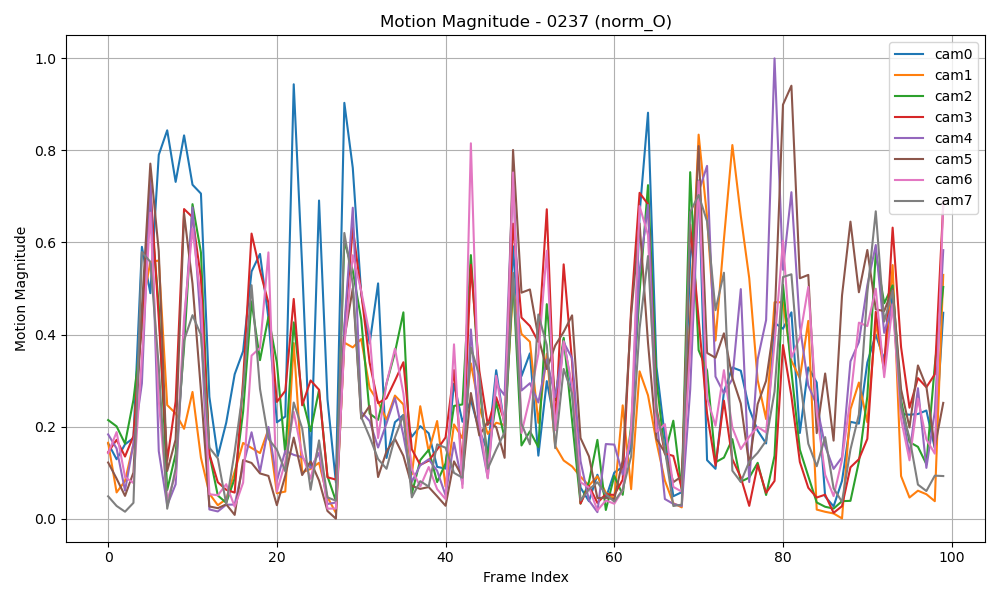 Motion Magnitude - 0237 (norm_O)
Motion Magnitude
1.0
0.8
0.6
0.4
0.2
0.0
0
20
40
60
80
100
Frame Index
cam0
cam1
cam2
cam3
cam4
cam5
cam6
cam7